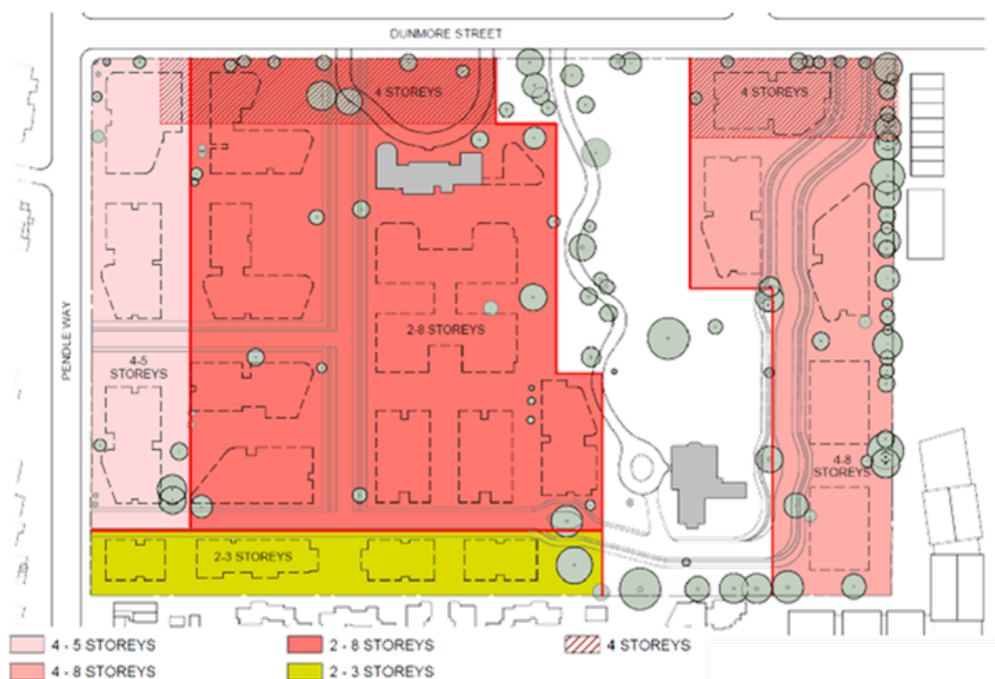 DUNMORE STREET
4 STOREYS
4 STOREYS
PENDLE WAY
2-8 STOREYS
4-5
STOREYS
4-8
STOREYS
2-3 STOREYS
4 - 5 STOREYS
2 - 8 STOREYS
4 STOREYS
4 - 8 STOREYS
2 - 3 STOREYS